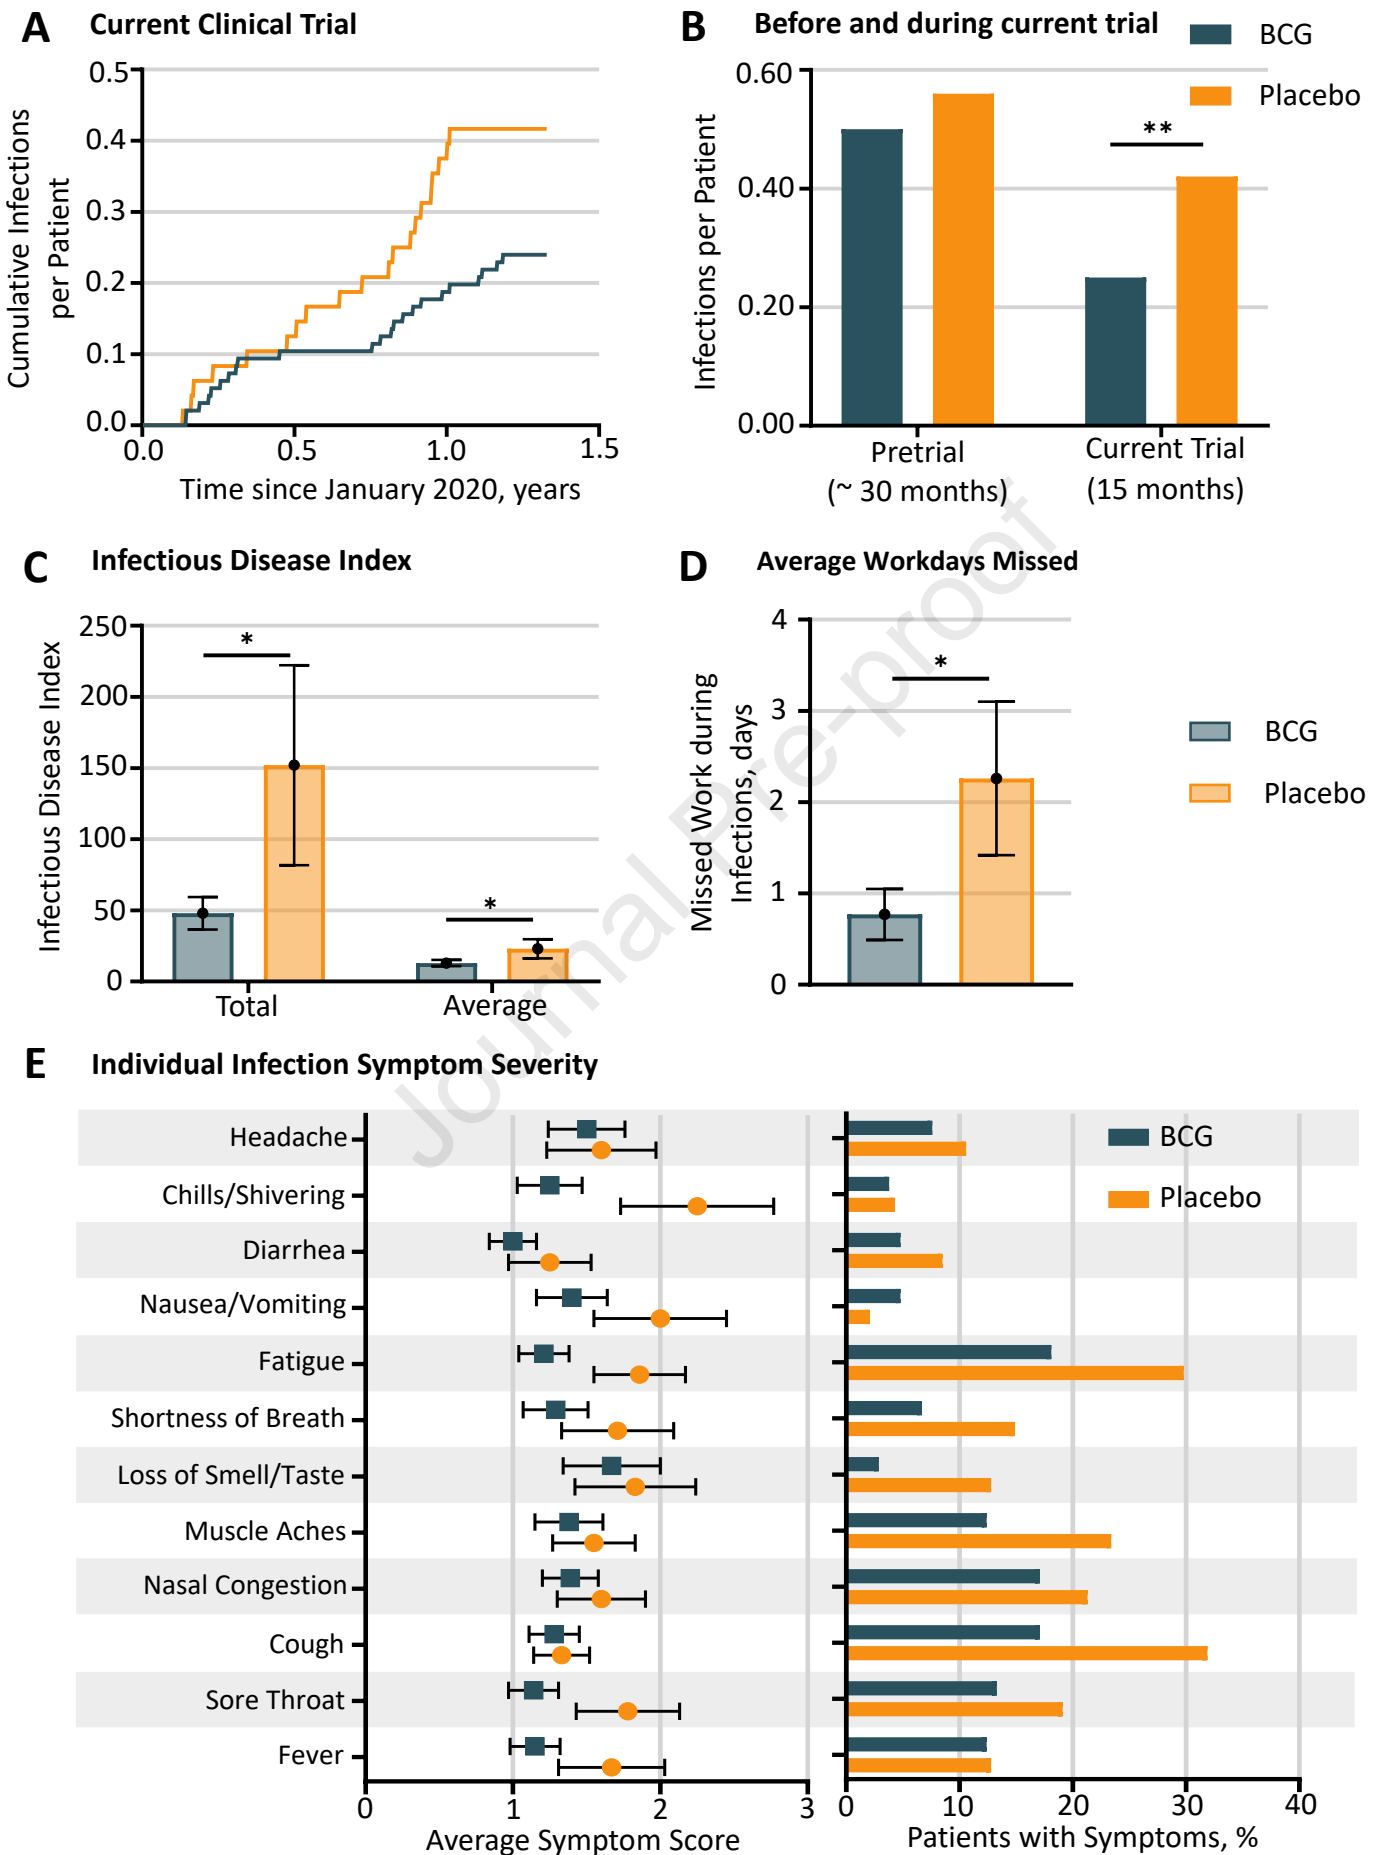 A Current Clinical Trial
Cumulative Infections
per Patient
0.5
0.4
0.3
0.2
0.1
0.0
0.0 0.5 1.0 1.5
Time since January 2020, years
B Before and during current trial
BCG
Placebo
Infections per Patient
0.60
0.40
0.20
0.00
**
Pretrial
(~ 30 months)
Current Trial
(15 months)
C Infectious Disease Index
Infectious Disease Index
250
200
150
100
50
0
*
*
Total Average
D Average Workdays Missed
Missed Work during
Infections, days
4
3
2
1
0
*
BCG
Placebo
Journal Pre-proof
E Individual Infection Symptom Severity
Headache
Chills/Shivering
Diarrhea
Nausea/Vomiting
Fatigue
Shortness of Breath
Loss of Smell/Taste
Muscle Aches
Nasal Congestion
Cough
Sore Throat
Fever
0 1 2 3
Average Symptom Score
BCG
Placebo
0 10 20 30 40
Patients with Symptoms, %